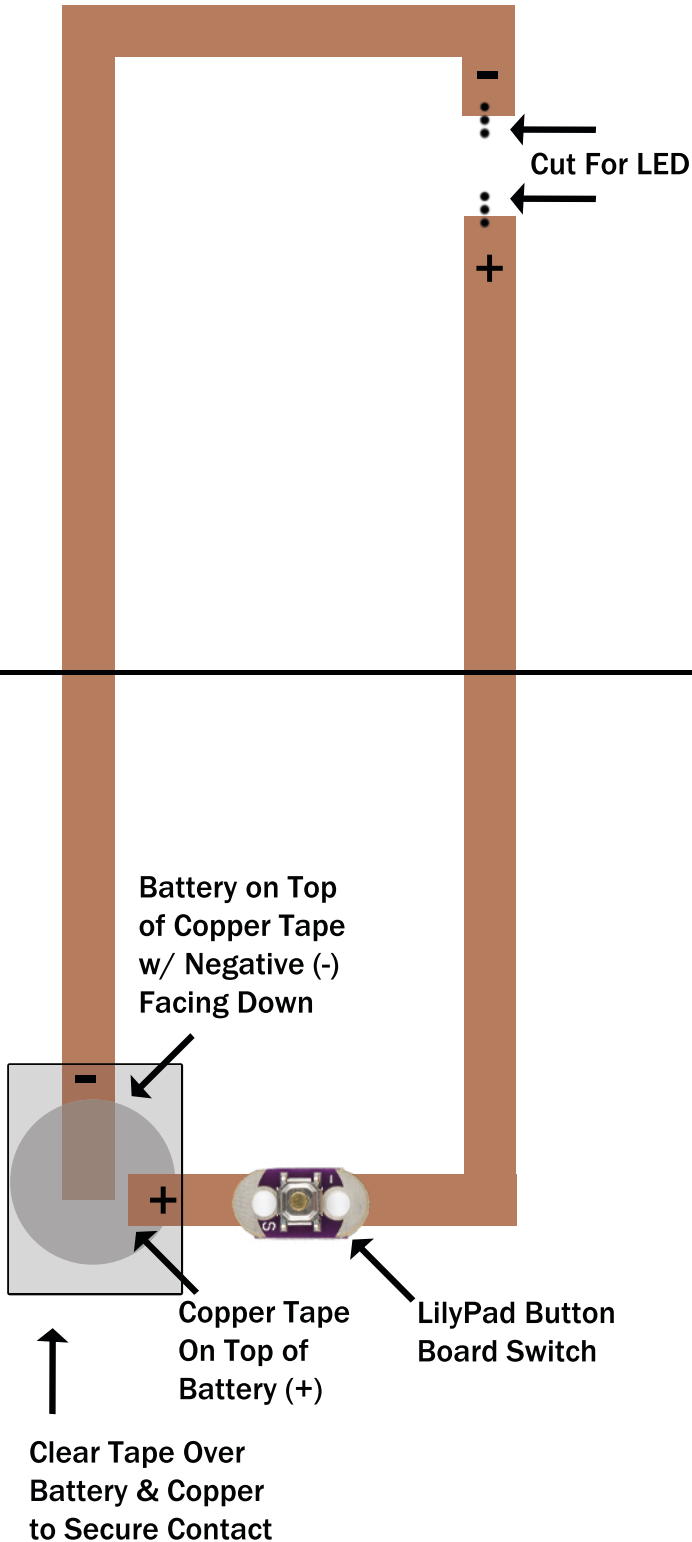 -
Cut For LED
+
Battery on Top
of Copper Tape
w/ Negative (-)
Facing Down
-
+
-
S
Copper Tape
On Top of
Battery (+)
LilyPad Button
Board Switch
Clear Tape Over
Battery & Copper
to Secure Contact